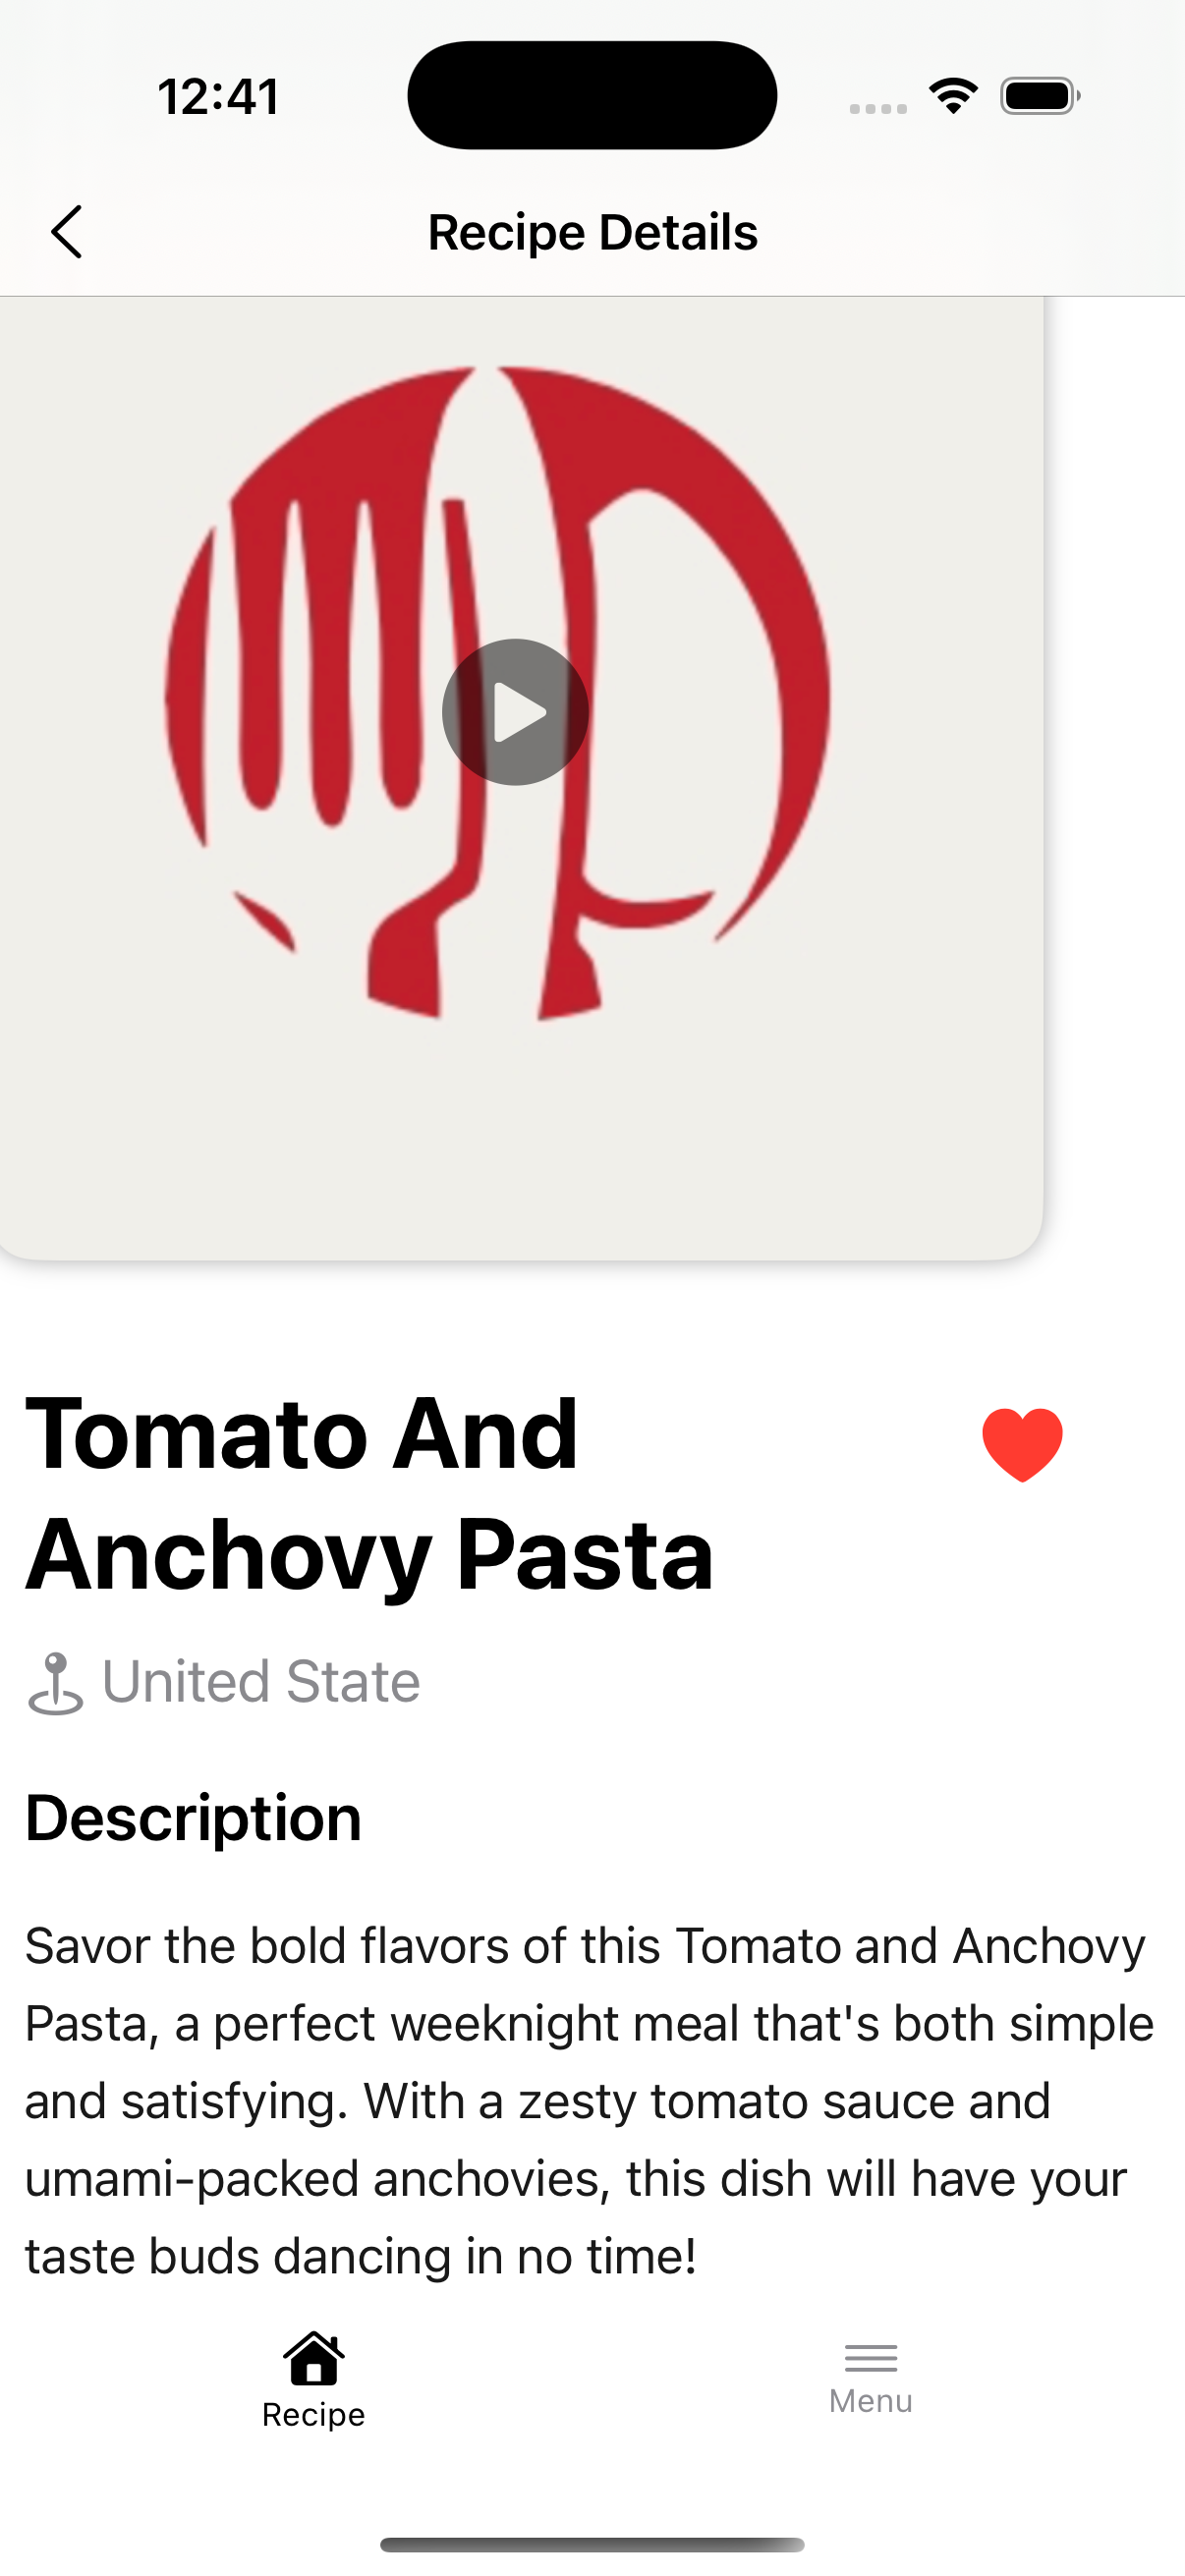 12:41
Recipe Details
Tomato And
Anchovy Pasta
United State
Description
Savor the bold flavors of this Tomato and Anchovy
Pasta, a perfect weeknight meal that's both simple
and satisfying. With a zesty tomato sauce and
umami-packed anchovies, this dish will have your
taste buds dancing in no time!
Recipe
Menu